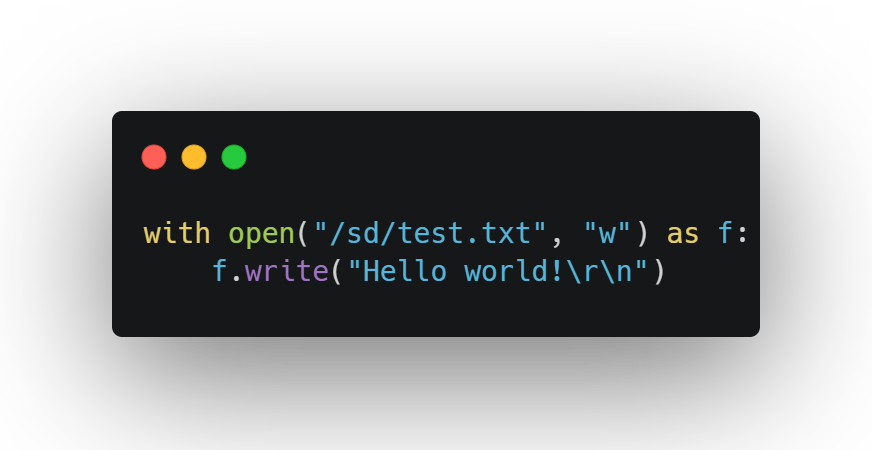 with open("/sd/test.txt", "w") as f:
    f.write("Hello world!\r\n")